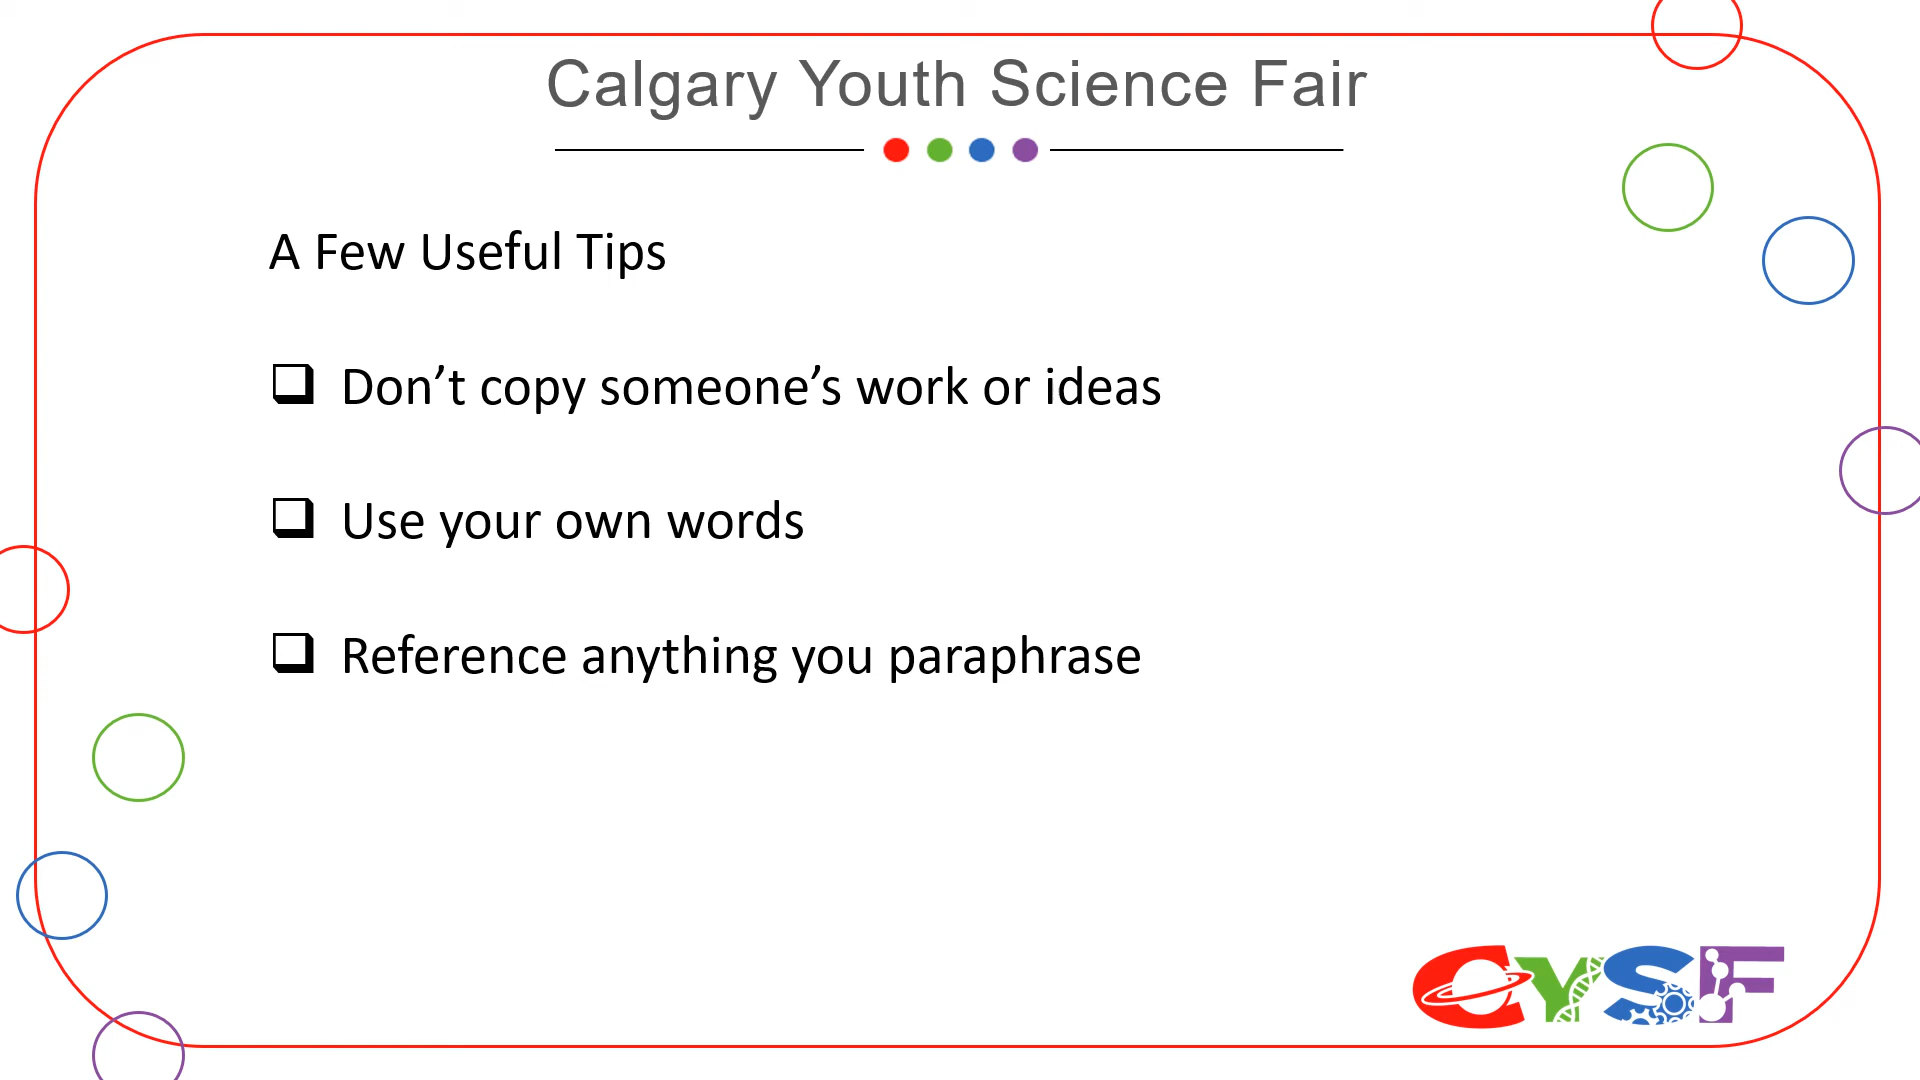 Calgary Youth Science Fair
A Few Useful Tips
Don’t copy someone’s work or ideas
Use your own words
Reference anything you paraphrase
CYSF